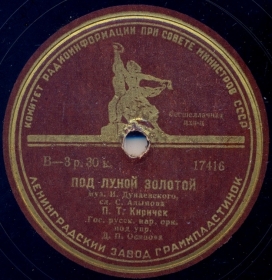 КОМИТЕТ РАДИОИНФОРМАЦИИ ПРИ СОВЕТЕ МИНИСТРОВ СССР
В—3 р. 30 к.
17416
ПОД ЛУНОЙ ЗОЛОТОЙ
муз. И. Дунаевского,
сл. С. Алымова
П. Т. Киричек
Гос. русск. нар. орк.
под упр.
Д. П. Осипова
ЛЕНИНГРАДСКИЙ ЗАВОД ГРАМПЛАСТИНОК